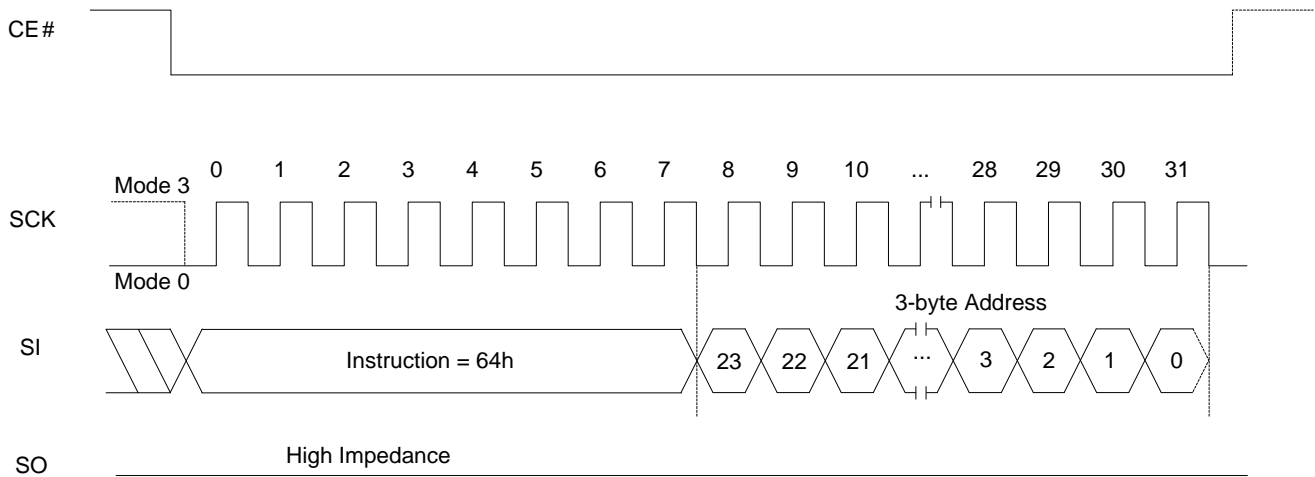 CE#
0 1 2 3 4 5 6 7 8 9 10 ... 28 29 30 31
Mode 3
SCK
Mode 0
3-byte Address
SI
Instruction = 64h
23 22 21 ... 3 2 1 0
High Impedance
SO